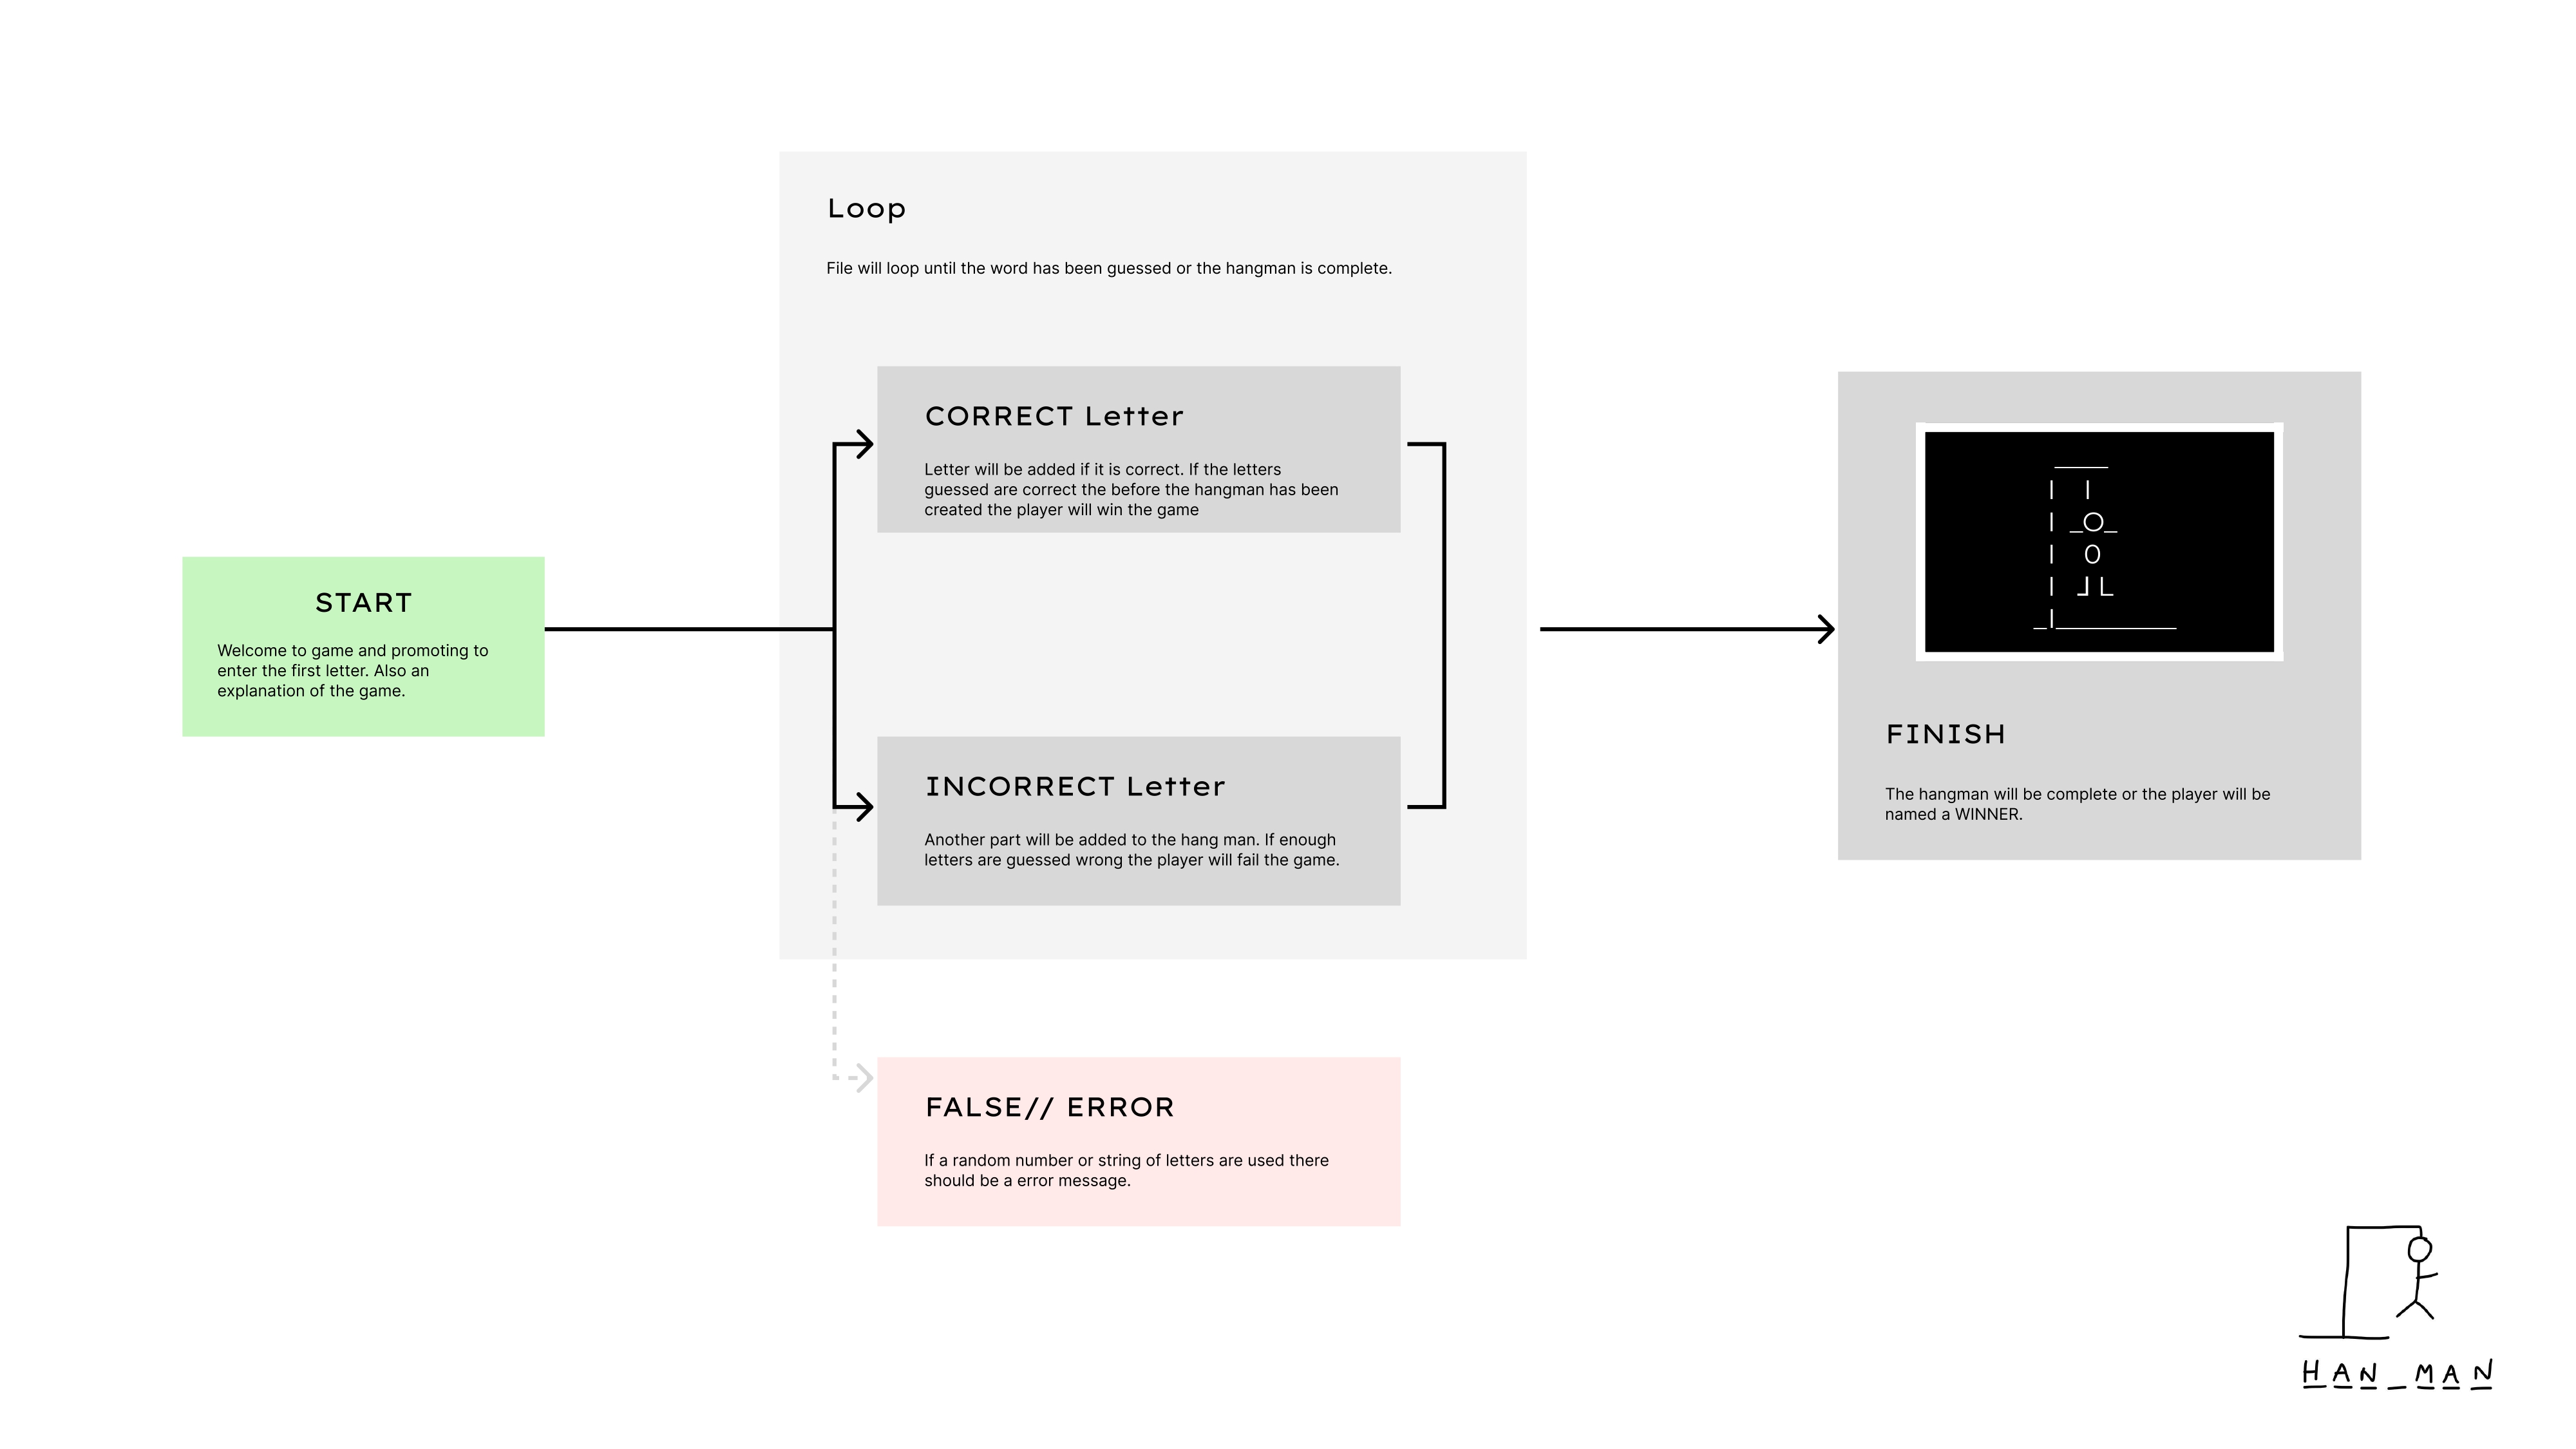 Loop
File will loop until the word has been guessed or the hangman is complete.
CORRECT Letter
Letter will be added if it is correct. If the letters
guessed are correct the before the hangman has been
created the player will win the game
START
Welcome to game and promoting to
enter the first letter. Also an
explanation of the game.
INCORRECT Letter
Another part will be added to the hang man. If enough
letters are guessed wrong the player will fail the game.
FINISH
The hangman will be complete or the player will be
named a WINNER.
FALSE// ERROR
If a random number or string of letters are used there
should be a error message.
HAN_MAN